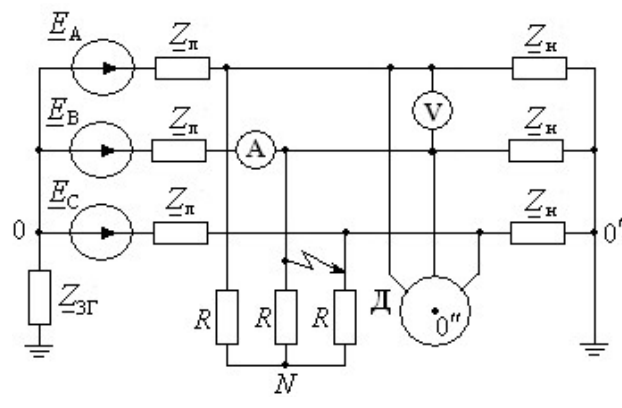 E_A Z_л Z_н
E_B Z_л A V Z_н
E_C Z_л Z_н
0 0'
Z_ЗГ R R R Д 0"
N